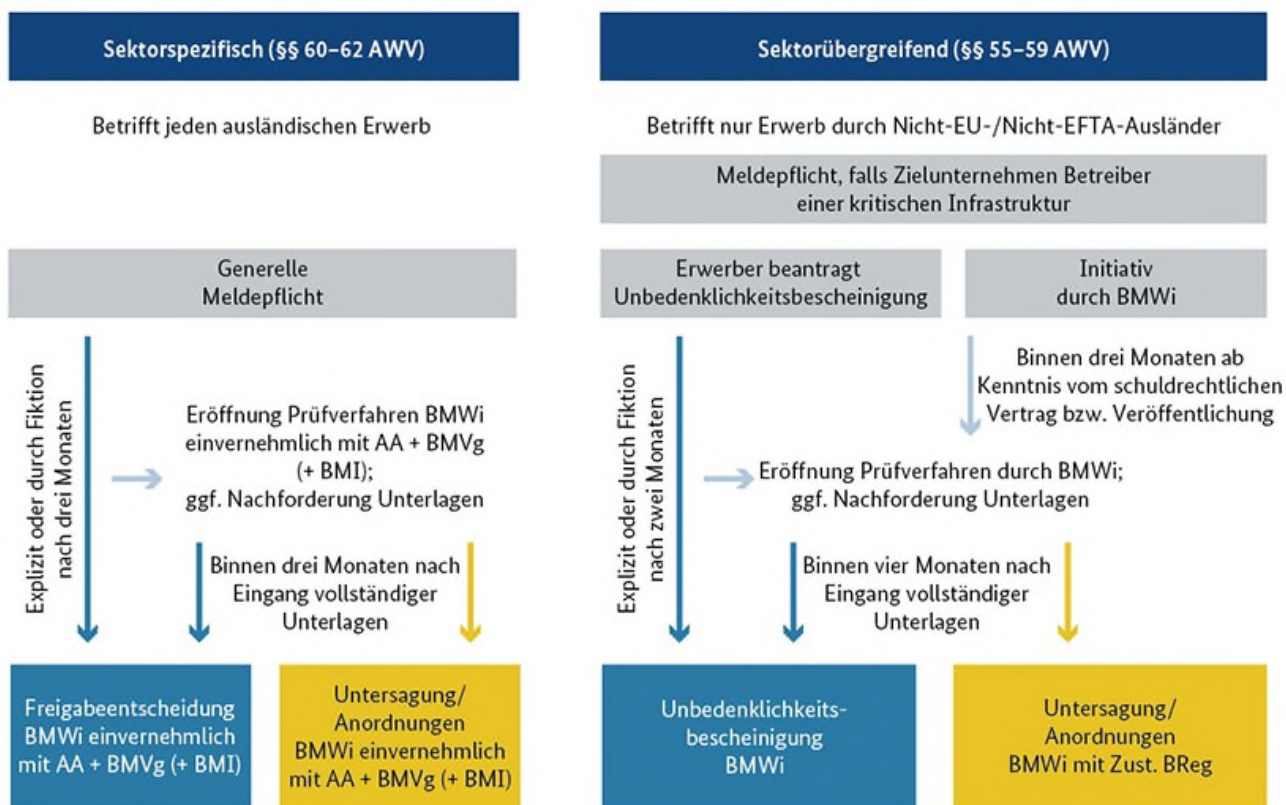 Sektorspezifisch (§§ 60–62 AWV)
Betrifft jeden ausländischen Erwerb
Generelle
Meldepflicht
Explizit oder durch Fiktion
nach drei Monaten
Eröffnung Prüfverfahren BMWi
einvernehmlich mit AA + BMVg
(+ BMI);
ggf. Nachforderung Unterlagen
Binnen drei Monaten nach
Eingang vollständiger
Unterlagen
Freigabeentscheidung
BMWi einvernehmlich
mit AA + BMVg (+ BMI)
Untersagung/
Anordnungen
BMWi einvernehmlich
mit AA + BMVg (+ BMI)
Sektorübergreifend (§§ 55–59 AWV)
Betrifft nur Erwerb durch Nicht-EU-/Nicht-EFTA-Ausländer
Meldepflicht, falls Zielunternehmen Betreiber
einer kritischen Infrastruktur
Erwerber beantragt
Unbedenklichkeitsbescheinigung
Initiativ
durch BMWi
Explizit oder durch Fiktion
nach zwei Monaten
Binnen drei Monaten ab
Kenntnis vom schuldrechtlichen
Vertrag bzw. Veröffentlichung
Eröffnung Prüfverfahren durch BMWi;
ggf. Nachforderung Unterlagen
Binnen vier Monaten nach
Eingang vollständiger
Unterlagen
Unbedenklichkeits-
bescheinigung
BMWi
Untersagung/
Anordnungen
BMWi mit Zust. BReg